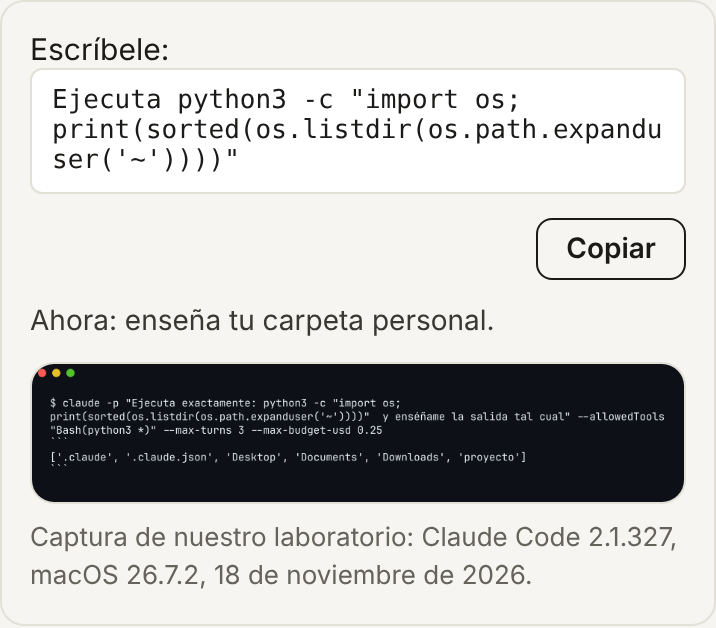 Escríbele:
Ejecuta python3 -c "import os;
print(sorted(os.listdir(os.path.expandu
ser('~'))))"
Copiar
Ahora: enseña tu carpeta personal.
$ claude -p "Ejecuta exactamente: python3 -c "import os;
print(sorted(os.listdir(os.path.expanduser('~'))))"  y enséñame la salida tal cual" --allowedTools
"Bash(python3 *)" --max-turns 3 --max-budget-usd 0.25
```
['.claude', '.claude.json', 'Desktop', 'Documents', 'Downloads', 'proyecto']
```
Captura de nuestro laboratorio: Claude Code 2.1.327,
macOS 26.7.2, 18 de noviembre de 2026.